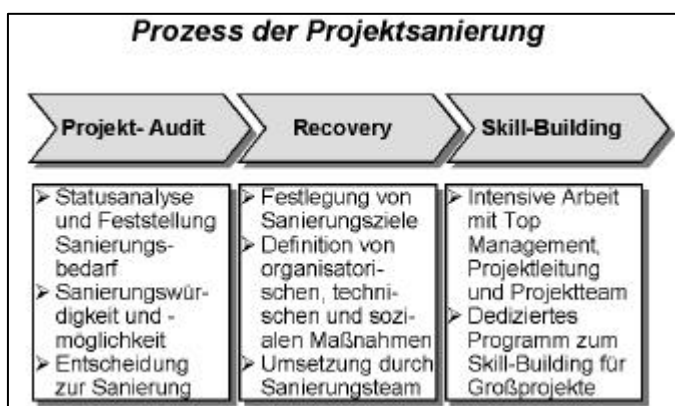 Prozess der Projektsanierung
Projekt- Audit
Recovery
Skill-Building
➢ Statusanalyse
und Feststellung
Sanierungs-
bedarf
➢ Sanierungswür-
digkeit und -
möglichkeit
➢ Entscheidung
zur Sanierung
➢ Festlegung von
Sanierungsziele
➢ Definition von
organisatori-
schen, techni-
schen und sozi-
alen Maßnahmen
➢ Umsetzung durch
Sanierungsteam
➢ Intensive Arbeit
mit Top
Management,
Projektleitung
und Projektteam
➢ Dediziertes
Programm zum
Skill-Building für
Großprojekte